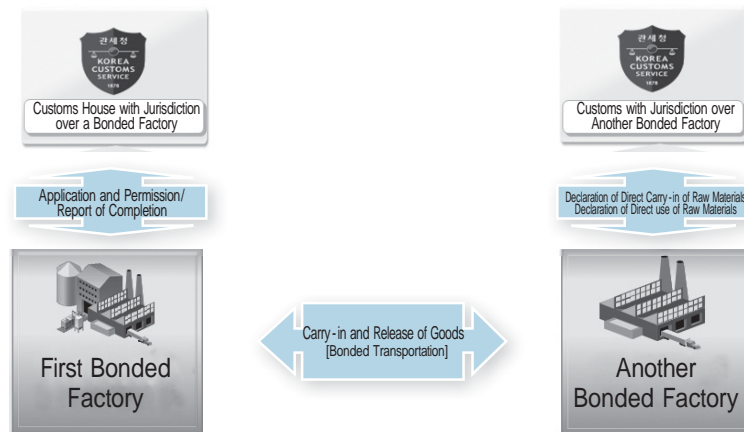 관세청
KOREA
CUSTOMS
SERVICE
1878
Customs House with Jurisdiction
over a Bonded Factory
관세청
KOREA
CUSTOMS
SERVICE
1878
Customs with Jurisdiction over
Another Bonded Factory
Application and Permission/
Report of Completion
Declaration of Direct Carry-in of Raw Materials
Declaration of Direct use of Raw Materials
First Bonded
Factory
Carry-in and Release of Goods
[Bonded Transportation]
Another
Bonded Factory